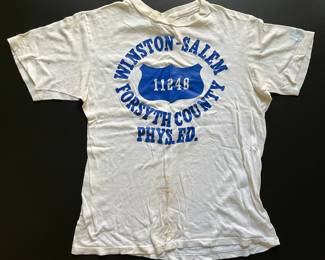 WINSTON-SALEM
11248
FORSYTH COUNTY
PHYS. ED.